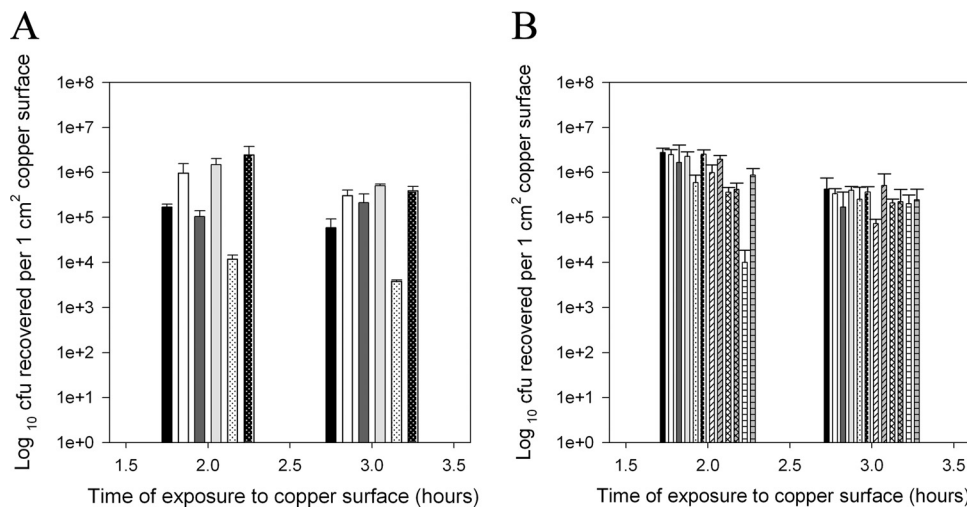 A
Log 10 cfu recovered per 1 cm2 copper surface
1e+8
1e+7
1e+6
1e+5
1e+4
1e+3
1e+2
1e+1
1e+0
1.5 2.0 2.5 3.0 3.5
Time of exposure to copper surface (hours)
B
Log 10 cfu recovered per 1 cm2 copper surface
1e+8
1e+7
1e+6
1e+5
1e+4
1e+3
1e+2
1e+1
1e+0
1.5 2.0 2.5 3.0 3.5
Time of exposure to copper surface (hours)